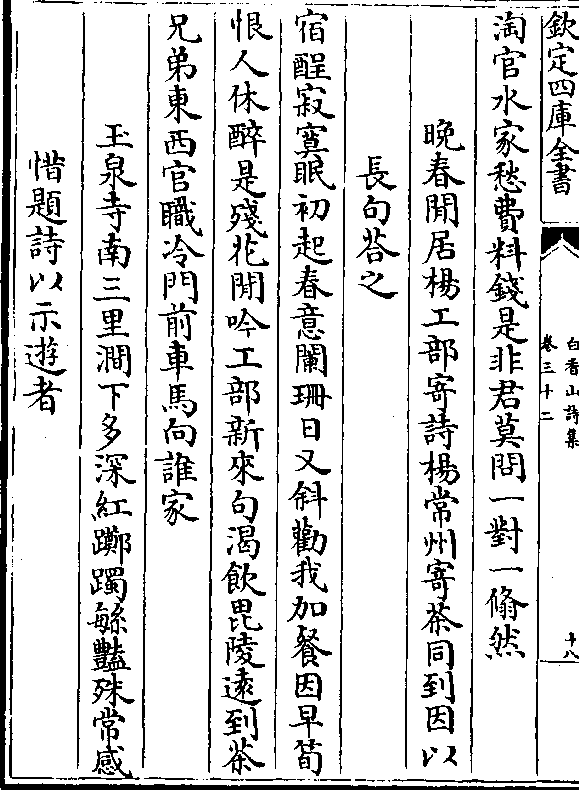 欽定四庫全書
白香山詩集
卷三十二
十八
淘官水家愁費料錢是非君莫問一對一翛然
晚春閒居楊工部寄詩楊常州寄茶同到因以
長句荅之
宿酲寂寞眠初起春意闌珊日又斜勸我加餐因早筍
恨人休醉是殘花閒吟工部新來句渴飲毘陵遠到茶
兄弟東西官職冷門前車馬向誰家
玉泉寺南三里澗下多深紅躑躅繁豔殊常感
惜題詩以示遊者